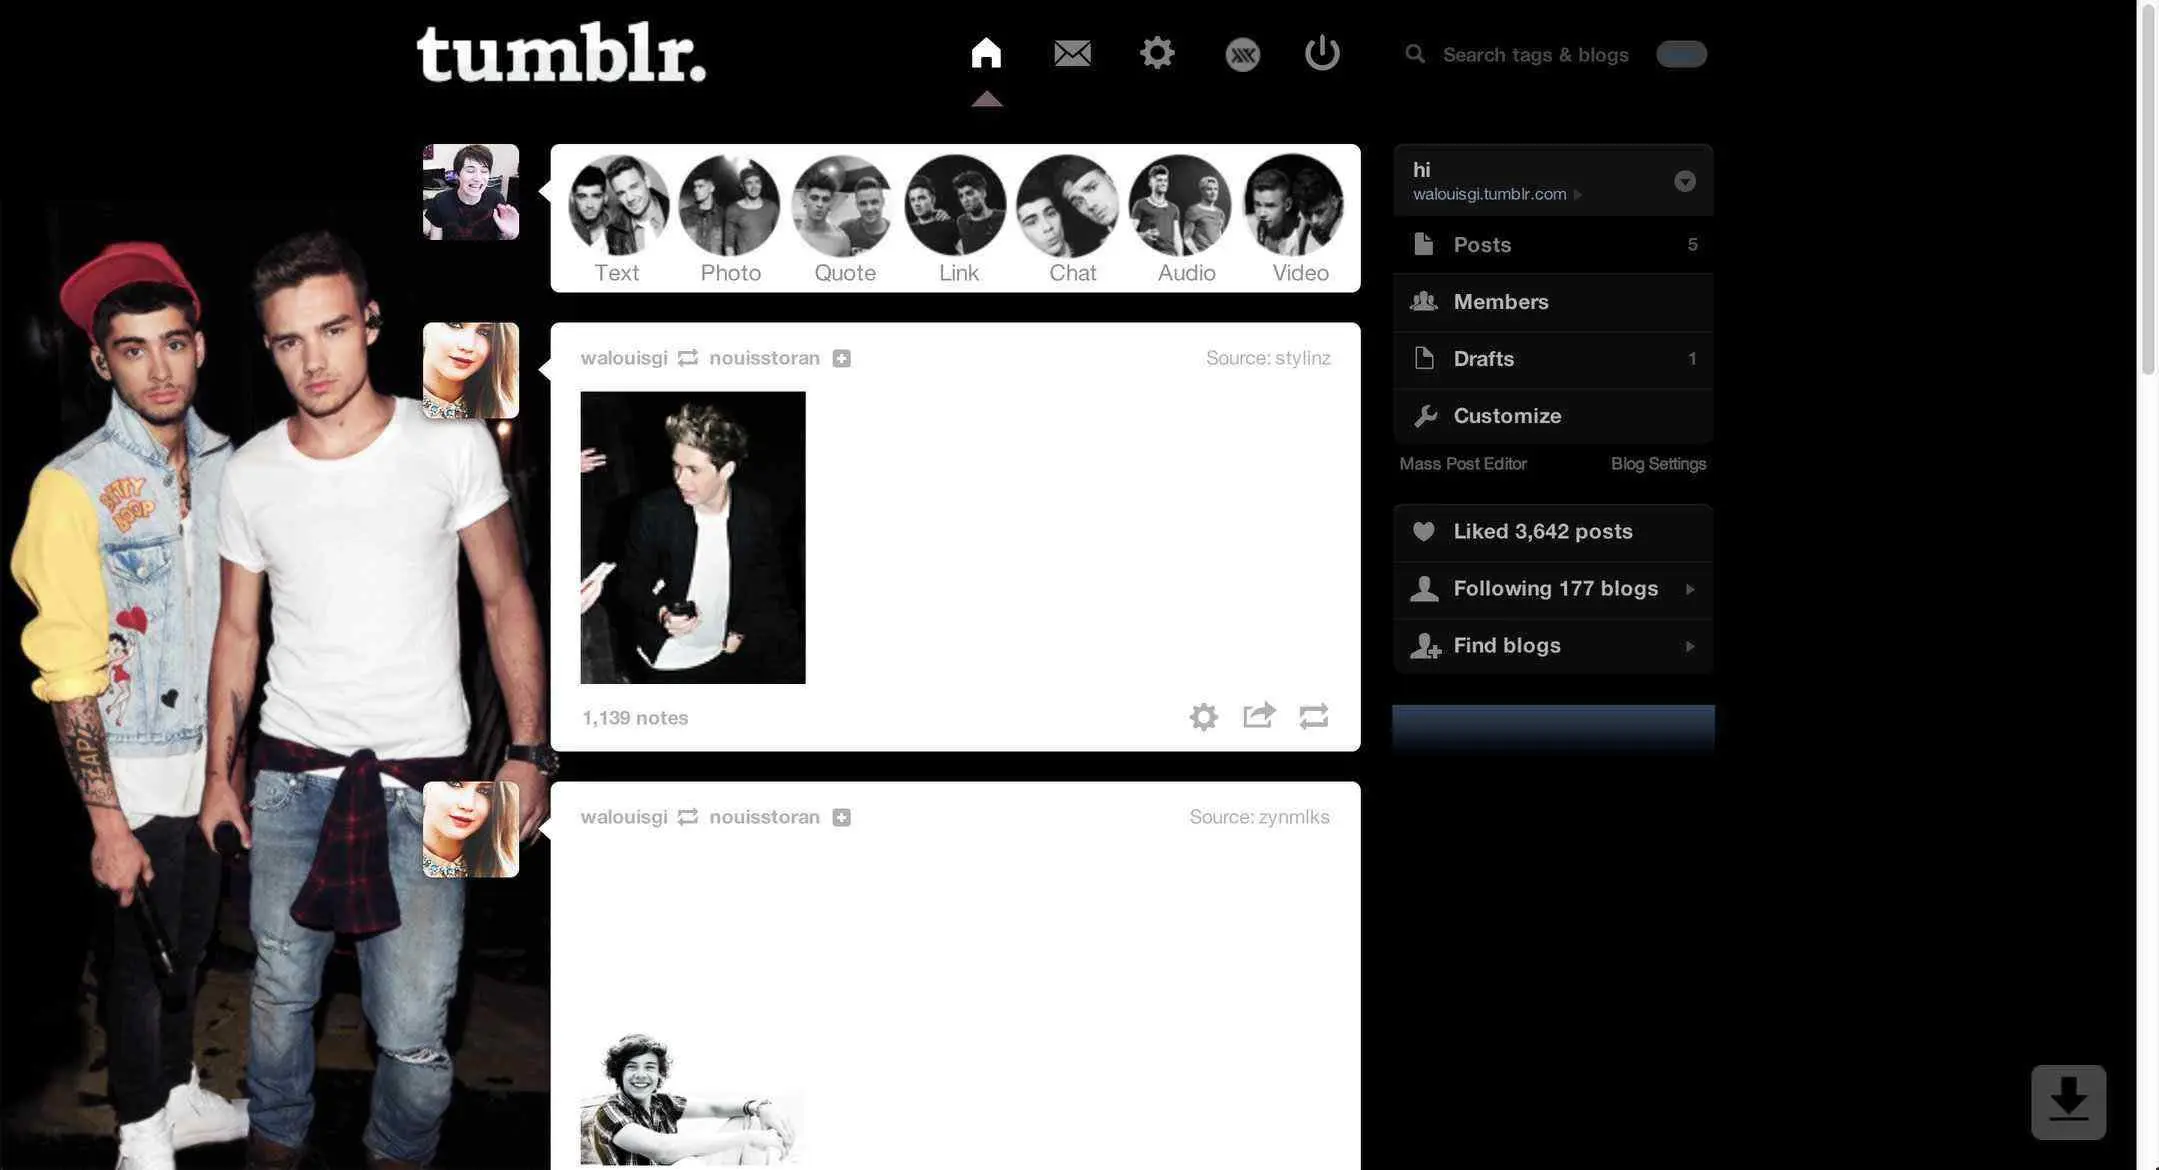 tumblr.
Search tags & blogs
Text Photo Quote Link Chat Audio Video
hi
walouisgi.tumblr.com
Posts 5
Members
Drafts 1
Customize
Mass Post Editor Blog Settings
Liked 3,642 posts
Following 177 blogs
Find blogs
walouisgi nouisstoran Source: stylinz
1,139 notes
walouisgi nouisstoran Source: zynmlks
BOOP